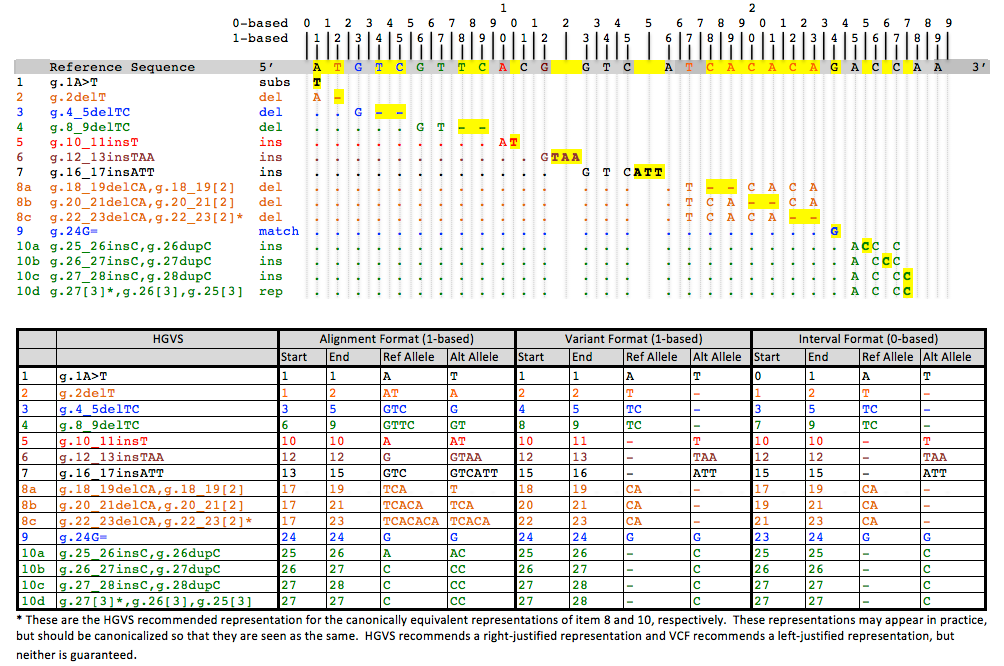 1 2
0-based 0 1 2 3 4 5 6 7 8 9 0 1 2 3 4 5 6 7 8 9 0 1 2 3 4 5 6 7 8 9
1-based 1 2 3 4 5 6 7 8 9 0 1 2 3 4 5 6 7 8 9 0 1 2 3 4 5 6 7 8 9
Reference Sequence 5’ A T G T C G T T C A C G G T C A T C A C A C A G A C C A A 3’
1 g.1A>T subs T
2 g.2delT del A -
3 g.4_5delTC del . . G - -
4 g.8_9delTC del . . . . . G T - -
5 g.10_11insT ins . . . . . . . . . A T
6 g.12_13insTAA ins . . . . . . . . . . . G TAA
7 g.16_17insATT ins . . . . . . . . . . . . G T C ATT
8a g.18_19delCA,g.18_19[2] del . . . . . . . . . . . . . . . . T - - C A C A
8b g.20_21delCA,g.20_21[2] del . . . . . . . . . . . . . . . . T C A - - C A
8c g.22_23delCA,g.22_23[2]* del . . . . . . . . . . . . . . . . T C A C A - -
9 g.24G= match . . . . . . . . . . . . . . . . . . . . . . . G
10a g.25_26insC,g.26dupC ins . . . . . . . . . . . . . . . . . . . . . . . . A C C C
10b g.26_27insC,g.27dupC ins . . . . . . . . . . . . . . . . . . . . . . . . A C C C
10c g.27_28insC,g.28dupC ins . . . . . . . . . . . . . . . . . . . . . . . . A C C C
10d g.27[3]*,g.26[3],g.25[3] rep . . . . . . . . . . . . . . . . . . . . . . . . A C C C
HGVS Alignment Format (1-based) Variant Format (1-based) Interval Format (0-based)
Start End Ref Allele Alt Allele Start End Ref Allele Alt Allele Start End Ref Allele Alt Allele
1 g.1A>T 1 1 A T 1 1 A T 0 1 A T
2 g.2delT 1 2 AT A 2 2 T - 1 2 T -
3 g.4_5delTC 3 5 GTC G 4 5 TC - 3 5 TC -
4 g.8_9delTC 6 9 GTTC GT 8 9 TC - 7 9 TC -
5 g.10_11insT 10 10 A AT 10 11 - T 10 10 - T
6 g.12_13insTAA 12 12 G GTAA 12 13 - TAA 12 12 - TAA
7 g.16_17insATT 13 15 GTC GTCATT 15 16 - ATT 15 15 - ATT
8a g.18_19delCA,g.18_19[2] 17 19 TCA T 18 19 CA - 17 19 CA -
8b g.20_21delCA,g.20_21[2] 17 21 TCACA TCA 20 21 CA - 19 21 CA -
8c g.22_23delCA,g.22_23[2]* 17 23 TCACACA TCACA 22 23 CA - 21 23 CA -
9 g.24G= 24 24 G G 24 24 G G 23 24 G G
10a g.25_26insC,g.26dupC 25 26 A AC 25 26 - C 25 25 - C
10b g.26_27insC,g.27dupC 26 27 C CC 26 27 - C 26 26 - C
10c g.27_28insC,g.28dupC 27 28 C CC 27 28 - C 27 27 - C
10d g.27[3]*,g.26[3],g.25[3] 27 27 C CC 27 28 - C 27 27 - C
* These are the HGVS recommended representation for the canonically equivalent representations of item 8 and 10, respectively. These representations may appear in practice,
but should be canonicalized so that they are seen as the same. HGVS recommends a right-justified representation and VCF recommends a left-justified representation, but
neither is guaranteed.